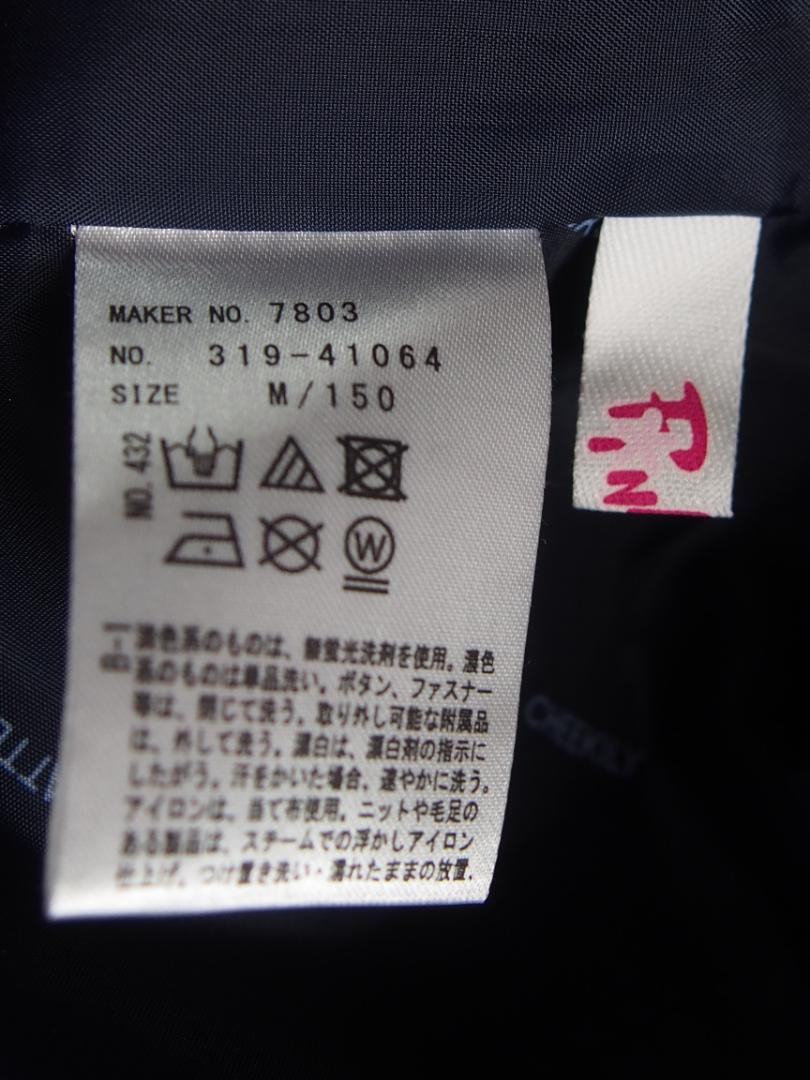 MAKER NO. 7803
NO. 319-41064
SIZE M/150
NO. 432
W
B-1
淡色系のものは、無蛍光洗剤を使用。濃色
系のものは単品洗い。ボタン、ファスナー
等は、閉じて洗う。取り外し可能な附属品
は、外して洗う。漂白は、漂白剤の指示に
したがう。汗をかいた場合、速やかに洗う。
アイロンは、当て布使用。ニットや毛足の
ある製品は、スチームでの浮かしアイロン
仕上げ。つけ置き洗い・濡れたままの放置.
CHEEKILY
ATTE